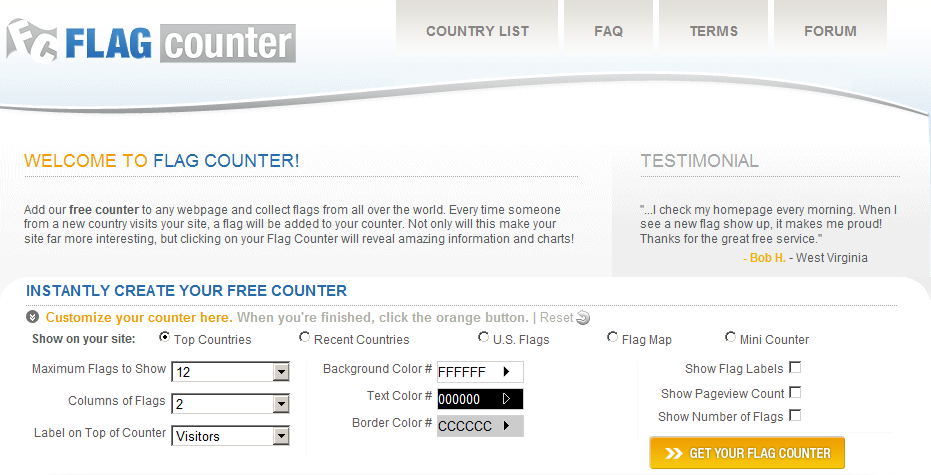 FC FLAG counter
COUNTRY LIST
FAQ
TERMS
FORUM
WELCOME TO FLAG COUNTER!
Add our free counter to any webpage and collect flags from all over the world. Every time someone
from a new country visits your site, a flag will be added to your counter. Not only will this make your
site far more interesting, but clicking on your Flag Counter will reveal amazing information and charts!
TESTIMONIAL
"...I check my homepage every morning. When I
see a new flag show up, it makes me proud!
Thanks for the great free service."
- Bob H. - West Virginia
INSTANTLY CREATE YOUR FREE COUNTER
Customize your counter here. When you're finished, click the orange button. | Reset
Show on your site: Top Countries Recent Countries U.S. Flags Flag Map Mini Counter
Maximum Flags to Show 12
Columns of Flags 2
Label on Top of Counter Visitors
Background Color # FFFFFF
Text Color # 000000
Border Color # CCCCCC
Show Flag Labels
Show Pageview Count
Show Number of Flags
GET YOUR FLAG COUNTER